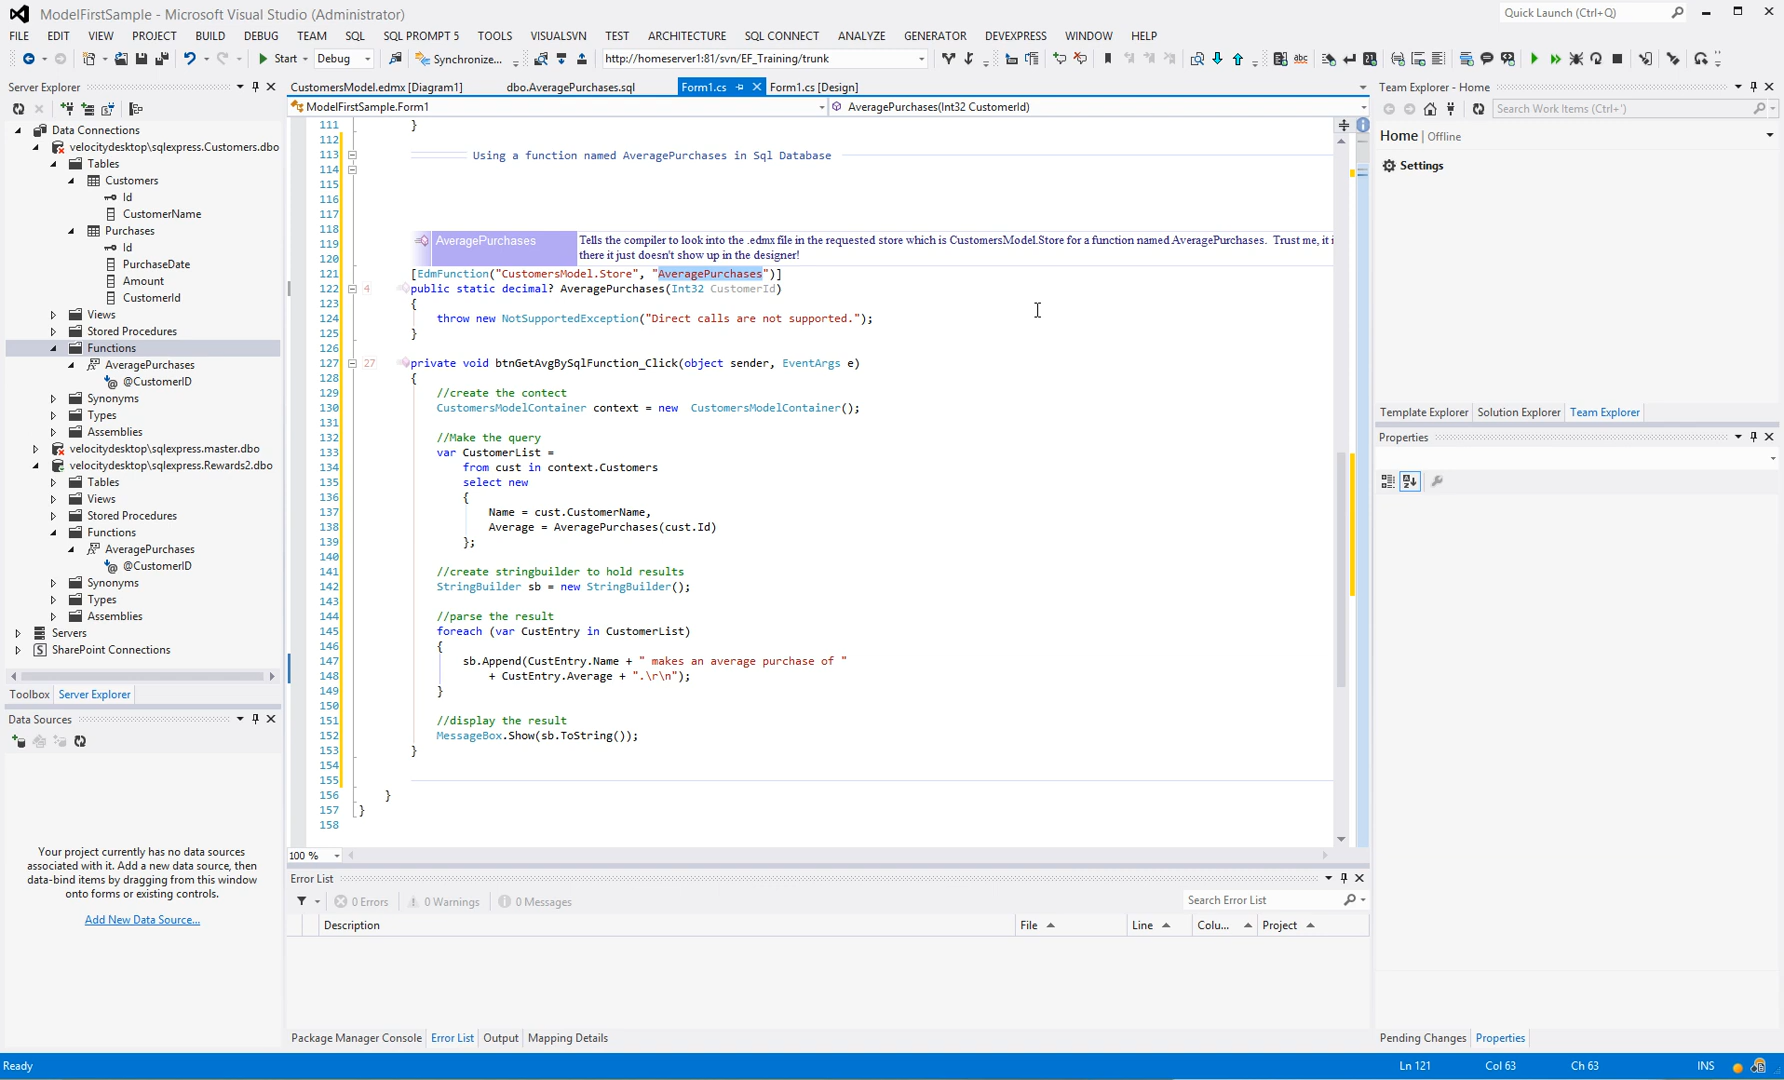 ModelFirstSample - Microsoft Visual Studio (Administrator)
Quick Launch (Ctrl+Q)
FILE EDIT VIEW PROJECT BUILD DEBUG TEAM SQL SQL PROMPT 5 TOOLS VISUALSVN TEST ARCHITECTURE SQL CONNECT ANALYZE GENERATOR DEVEXPRESS WINDOW HELP
Start Debug Synchronize... http://homeserver1:81/svn/EF_Training/trunk
Server Explorer
Data Connections
velocitydesktop\sqlexpress.Customers.dbo
Tables
Customers
Id
CustomerName
Purchases
Id
PurchaseDate
Amount
CustomerId
Views
Stored Procedures
Functions
AveragePurchases
@CustomerID
Synonyms
Types
Assemblies
velocitydesktop\sqlexpress.master.dbo
velocitydesktop\sqlexpress.Rewards2.dbo
Tables
Views
Stored Procedures
Functions
AveragePurchases
@CustomerID
Synonyms
Types
Assemblies
Servers
SharePoint Connections
Toolbox Server Explorer
Data Sources
Your project currently has no data sources
associated with it. Add a new data source, then
data-bind items by dragging from this window
onto forms or existing controls.
Add New Data Source...
CustomersModel.edmx [Diagram1] dbo.AveragePurchases.sql Form1.cs Form1.cs [Design]
ModelFirstSample.Form1 AveragePurchases(Int32 CustomerId)
111 }
112
113 Using a function named AveragePurchases in Sql Database
114
115
116
117
118
119 AveragePurchases Tells the compiler to look into the .edmx file in the requested store which is CustomersModel.Store for a function named AveragePurchases. Trust me, it i
120 there it just doesn't show up in the designer!
121 [EdmFunction("CustomersModel.Store", "AveragePurchases")]
122 4 public static decimal? AveragePurchases(Int32 CustomerId)
123 {
124 throw new NotSupportedException("Direct calls are not supported.");
125 }
126
127 27 private void btnGetAvgBySqlFunction_Click(object sender, EventArgs e)
128 {
129 //create the contect
130 CustomersModelContainer context = new CustomersModelContainer();
131
132 //Make the query
133 var CustomerList =
134 from cust in context.Customers
135 select new
136 {
137 Name = cust.CustomerName,
138 Average = AveragePurchases(cust.Id)
139 };
140
141 //create stringbuilder to hold results
142 StringBuilder sb = new StringBuilder();
143
144 //parse the result
145 foreach (var CustEntry in CustomerList)
146 {
147 sb.Append(CustEntry.Name + " makes an average purchase of "
148 + CustEntry.Average + ".\r\n");
149 }
150
151 //display the result
152 MessageBox.Show(sb.ToString());
153 }
154
155
156 }
157 }
158
100 %
Error List
0 Errors 0 Warnings 0 Messages Search Error List
Description File Line Colu... Project
Package Manager Console Error List Output Mapping Details
Team Explorer - Home
Search Work Items (Ctrl+')
Home | Offline
Settings
Template Explorer Solution Explorer Team Explorer
Properties
Pending Changes Properties
Ready Ln 121 Col 63 Ch 63 INS